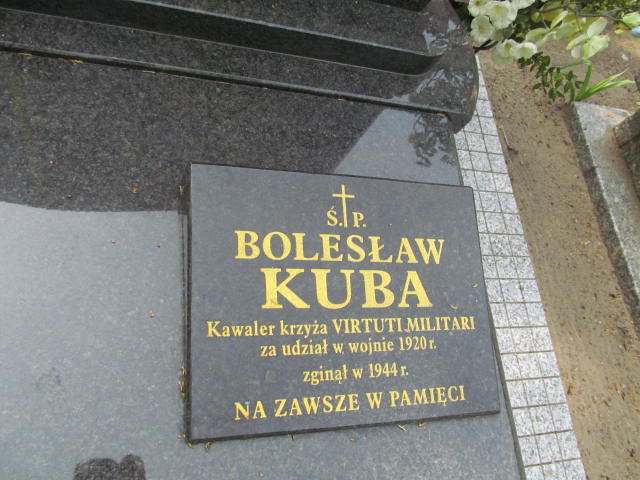 Ś. P.
BOLESŁAW
KUBA
Kawaler krzyża VIRTUTI MILITARI
za udział w wojnie 1920 r.
zginął w 1944 r.
NA ZAWSZE W PAMIĘCI